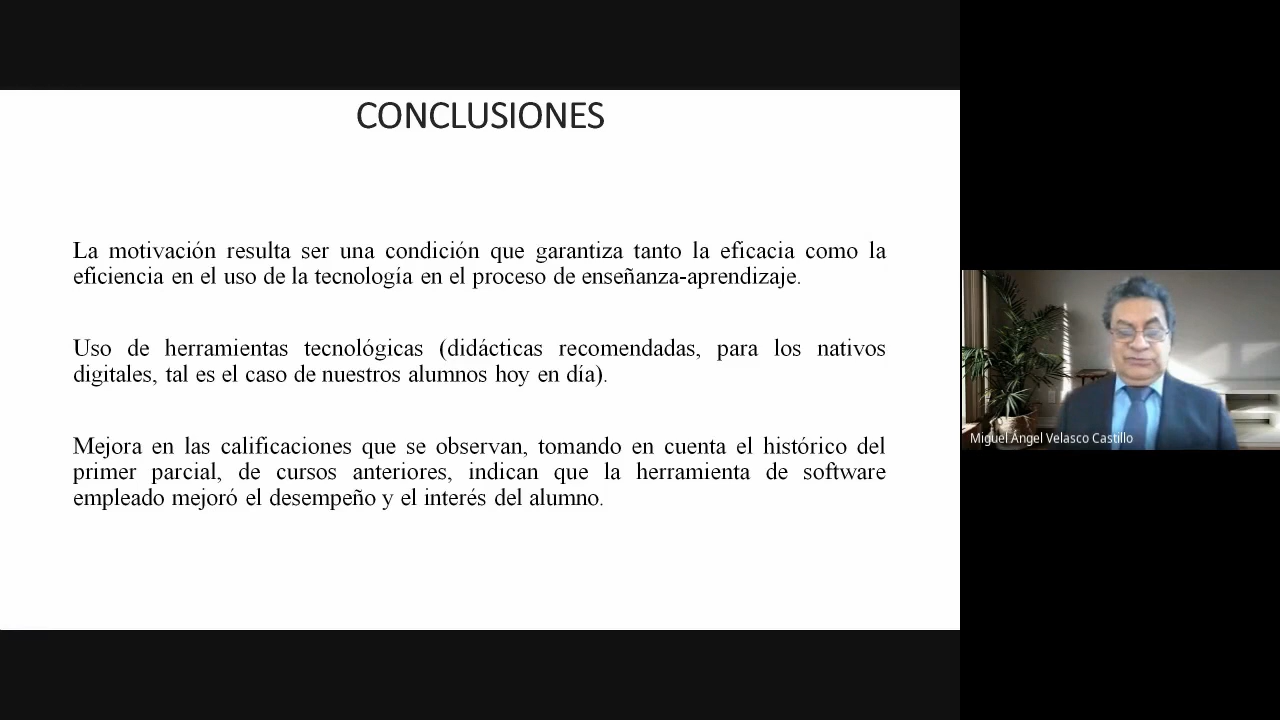 CONCLUSIONES
La motivación resulta ser una condición que garantiza tanto la eficacia como la
eficiencia en el uso de la tecnología en el proceso de enseñanza-aprendizaje.
Uso de herramientas tecnológicas (didácticas recomendadas, para los nativos
digitales, tal es el caso de nuestros alumnos hoy en día).
Mejora en las calificaciones que se observan, tomando en cuenta el histórico del
primer parcial, de cursos anteriores, indican que la herramienta de software
empleado mejoró el desempeño y el interés del alumno.
Miguel Ángel Velasco Castillo